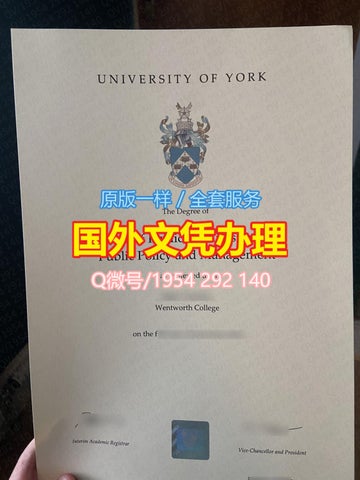 UNIVERSITY OF YORK
原版一样 / 全套服务
The Degree of
国外文凭办理
Public Policy and Management
Q微号/1954 292 140
Wentworth College
on the f
Interim Academic Registrar
Vice-Chancellor and President